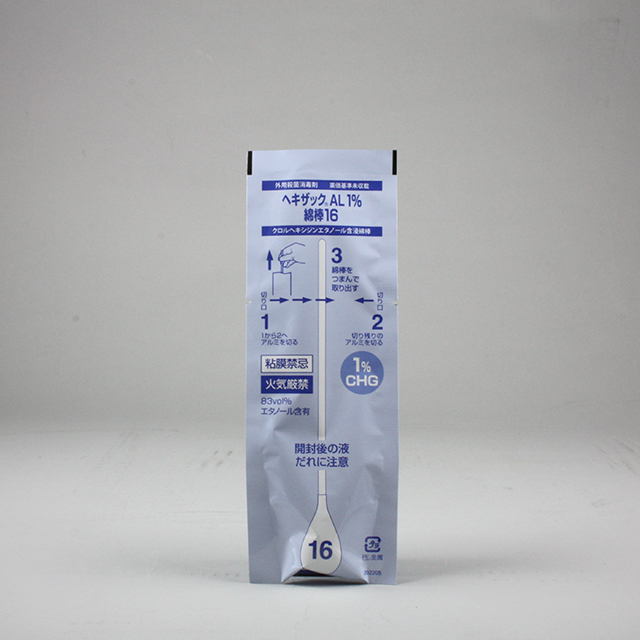 外用殺菌消毒剤 薬価基準未収載
ヘキザック® AL 1%
綿棒16
クロルヘキシジンエタノール含浸綿棒
3
綿棒を
つまんで
取り出す
切り口
切り口
1
1から2へ
アルミを切る
2
切り残りの
アルミを切る
粘膜禁忌
火気厳禁
83vol%
エタノール含有
1%
CHG
開封後の液
だれに注意
16